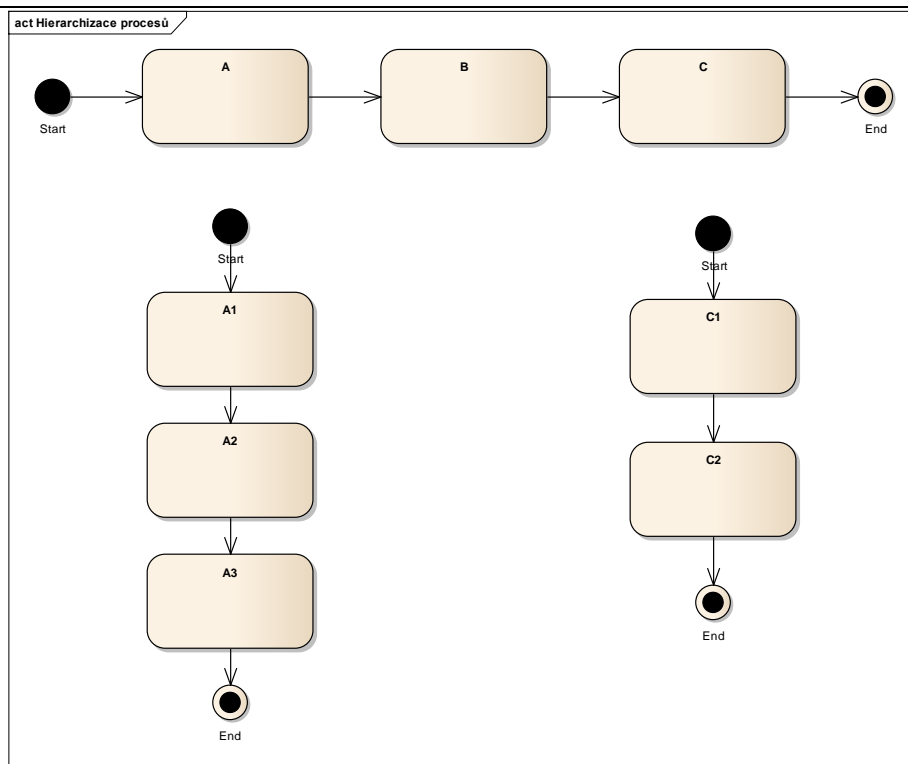 act Hierarchizace procesů
A
B
C
Start
End
Start
A1
A2
A3
End
Start
C1
C2
End